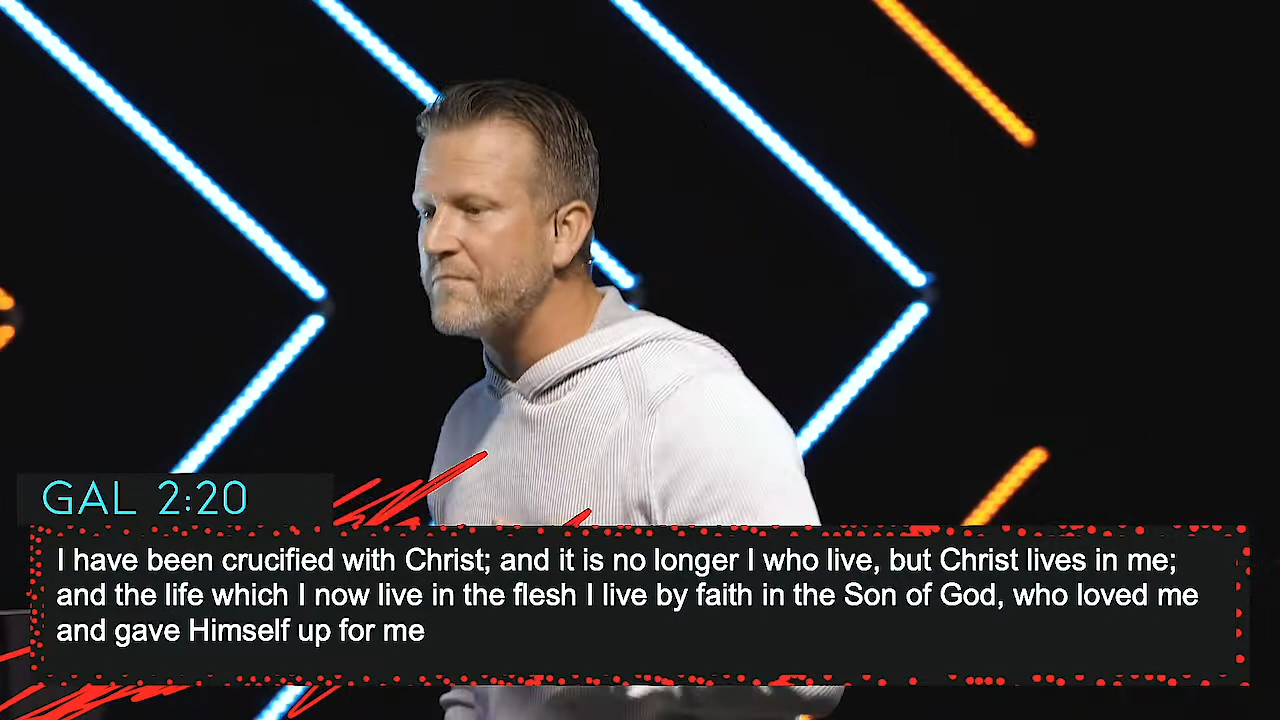 GAL 2:20
I have been crucified with Christ; and it is no longer I who live, but Christ lives in me;
and the life which I now live in the flesh I live by faith in the Son of God, who loved me
and gave Himself up for me